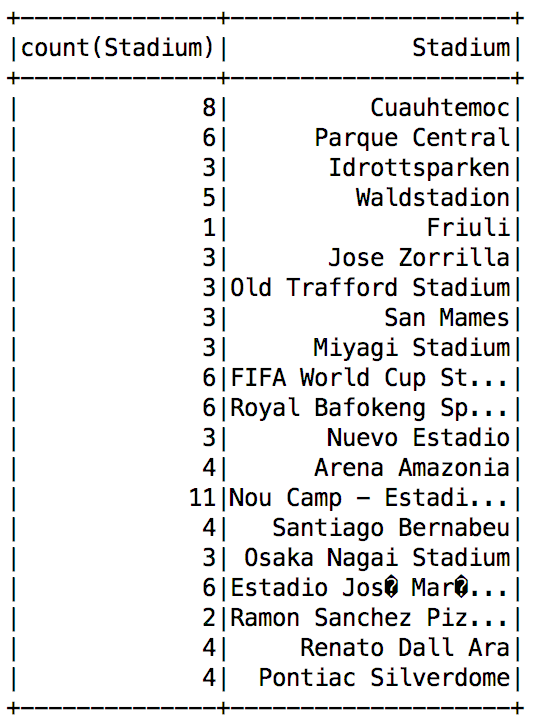 +---------------+--------------------+
|count(Stadium)|             Stadium|
+---------------+--------------------+
|             8|          Cuauhtemoc|
|             6|      Parque Central|
|             3|       Idrottsparken|
|             5|         Waldstadion|
|             1|              Friuli|
|             3|       Jose Zorrilla|
|             3|Old Trafford Stadium|
|             3|           San Mames|
|             3|      Miyagi Stadium|
|             6|FIFA World Cup St...|
|             6|Royal Bafokeng Sp...|
|             3|       Nuevo Estadio|
|             4|      Arena Amazonia|
|            11|Nou Camp - Estadi...|
|             4|   Santiago Bernabeu|
|             3| Osaka Nagai Stadium|
|             6|Estadio Jos� Mar�...|
|             2|Ramon Sanchez Piz...|
|             4|     Renato Dall Ara|
|             4|  Pontiac Silverdome|
+---------------+--------------------+